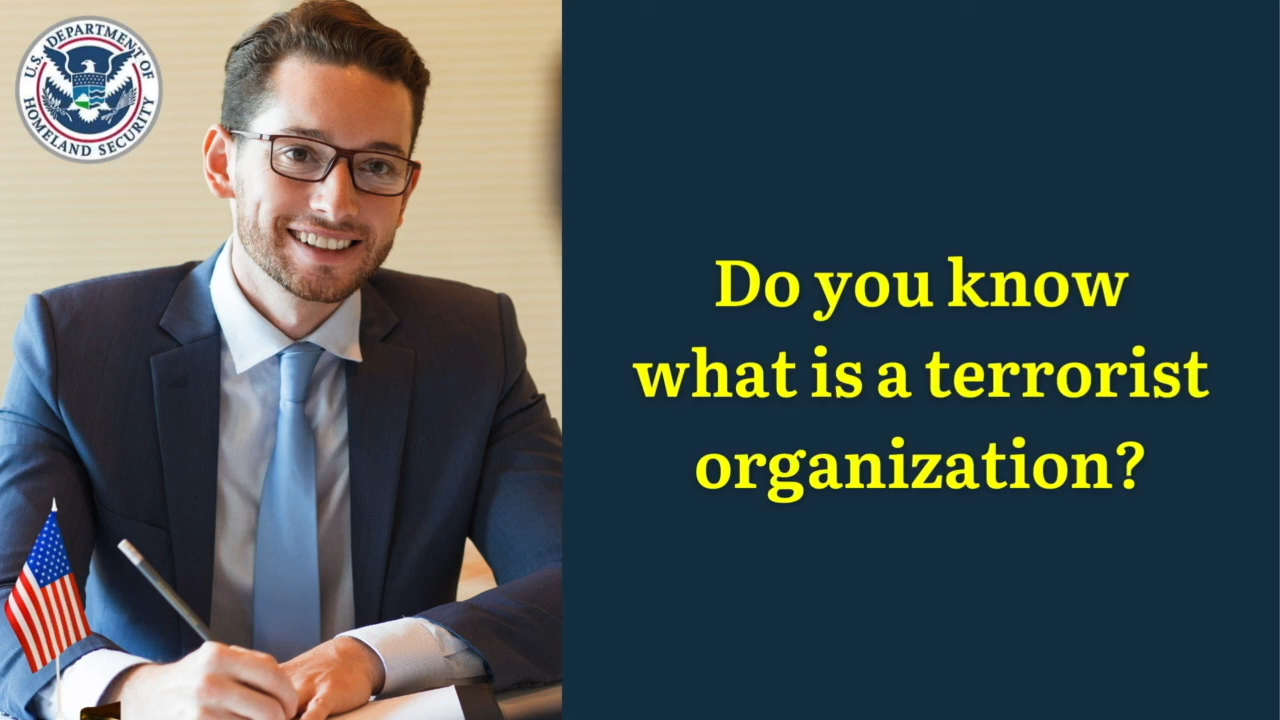 U.S. DEPARTMENT OF
HOMELAND SECURITY
Do you know
what is a terrorist
organization?